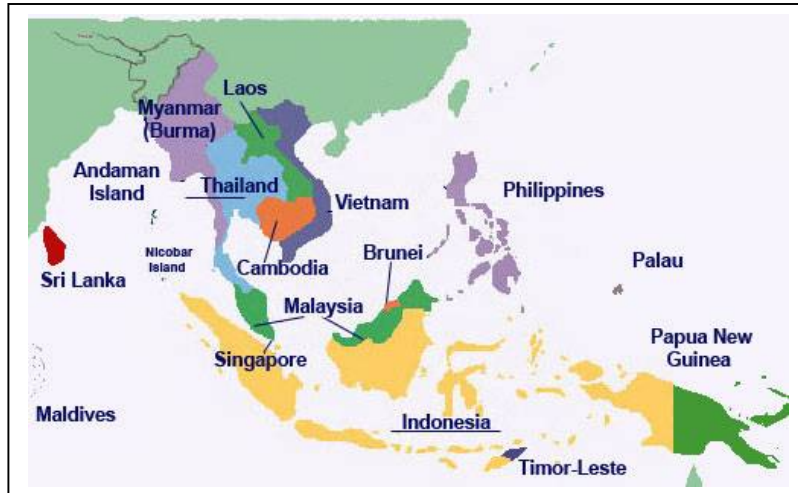 Laos
Myanmar
(Burma)
Andaman
Island
Thailand
Vietnam
Philippines
Nicobar
Island
Sri Lanka
Cambodia
Brunei
Palau
Malaysia
Singapore
Papua New
Guinea
Maldives
Indonesia
Timor-Leste